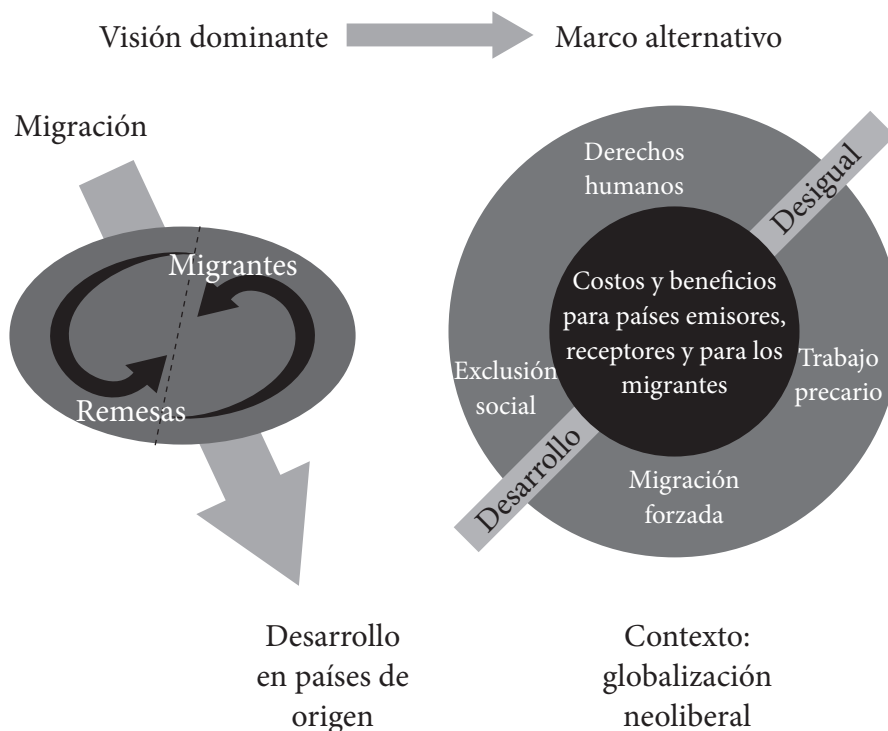 Visión dominante
Marco alternativo
Migración
Migrantes
Remesas
Desarrollo
en países de
origen
Derechos
humanos
Desigual
Costos y beneficios
para países emisores,
receptores y para los
migrantes
Exclusión
social
Trabajo
precario
Desarrollo
Migración
forzada
Contexto:
globalización
neoliberal